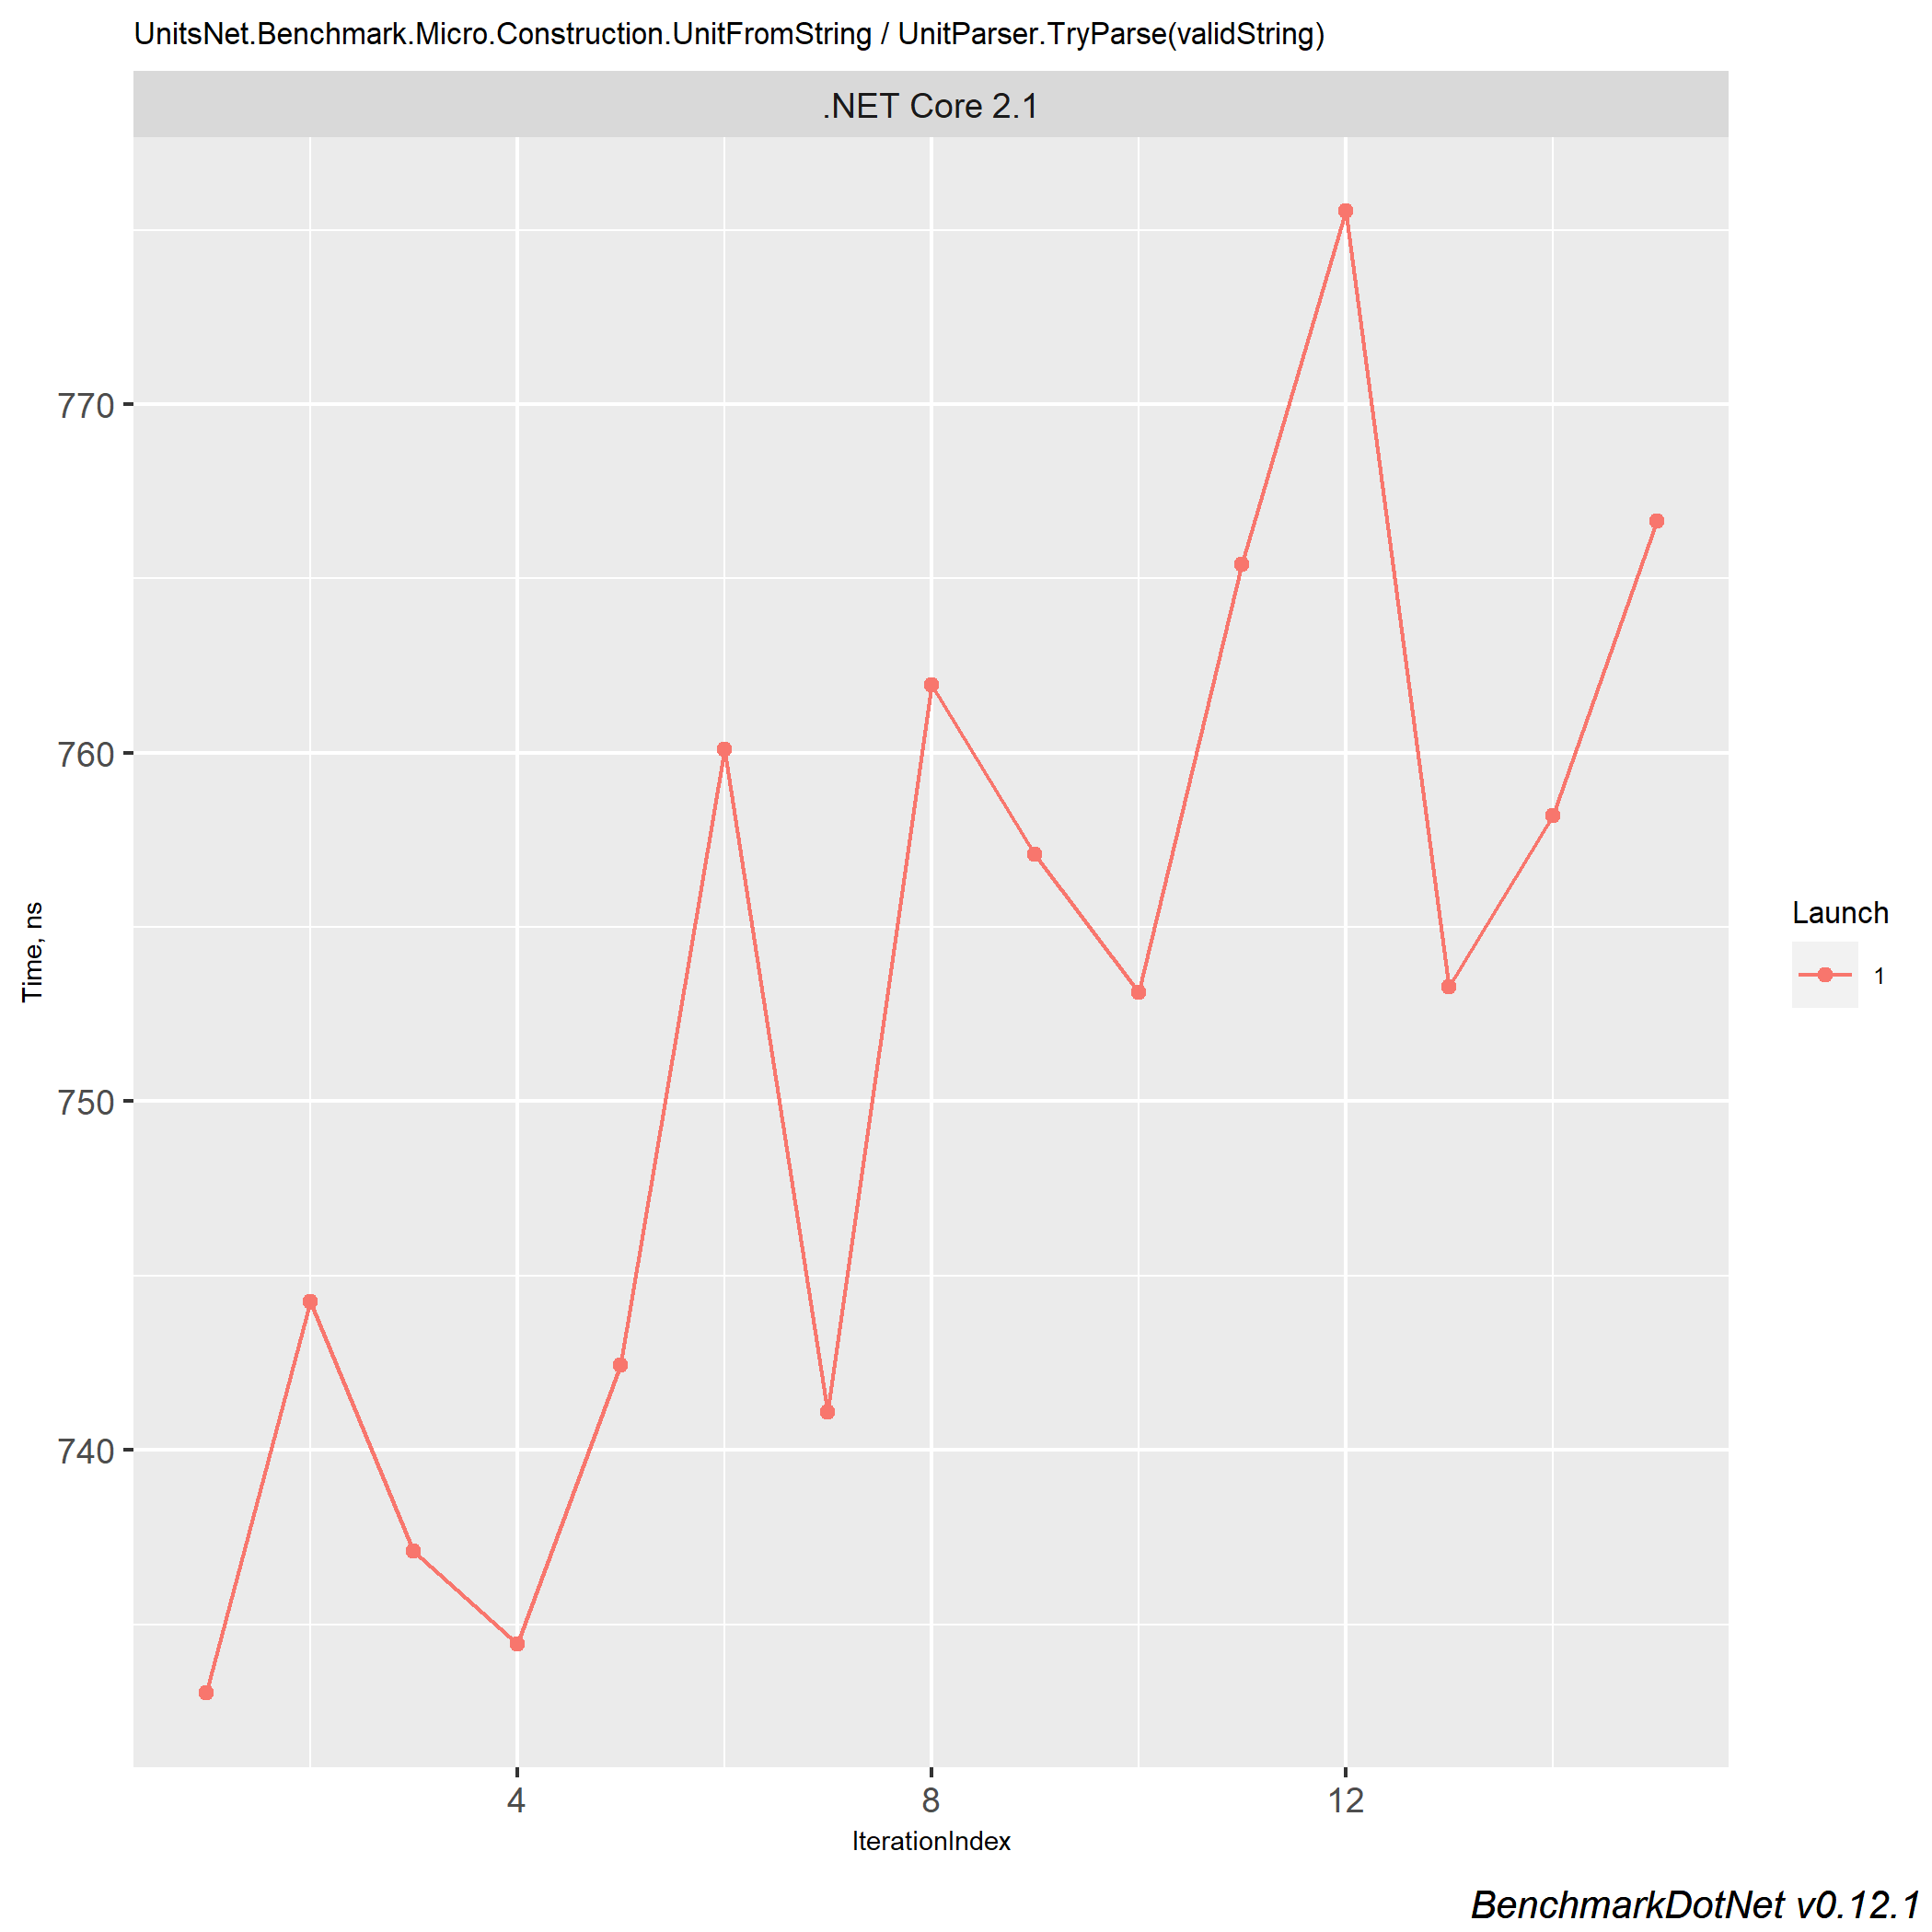 UnitsNet.Benchmark.Micro.Construction.UnitFromString / UnitParser.TryParse(validString)
.NET Core 2.1
770
760
750
740
Time, ns
4 8 12
IterationIndex
Launch
1
BenchmarkDotNet v0.12.1